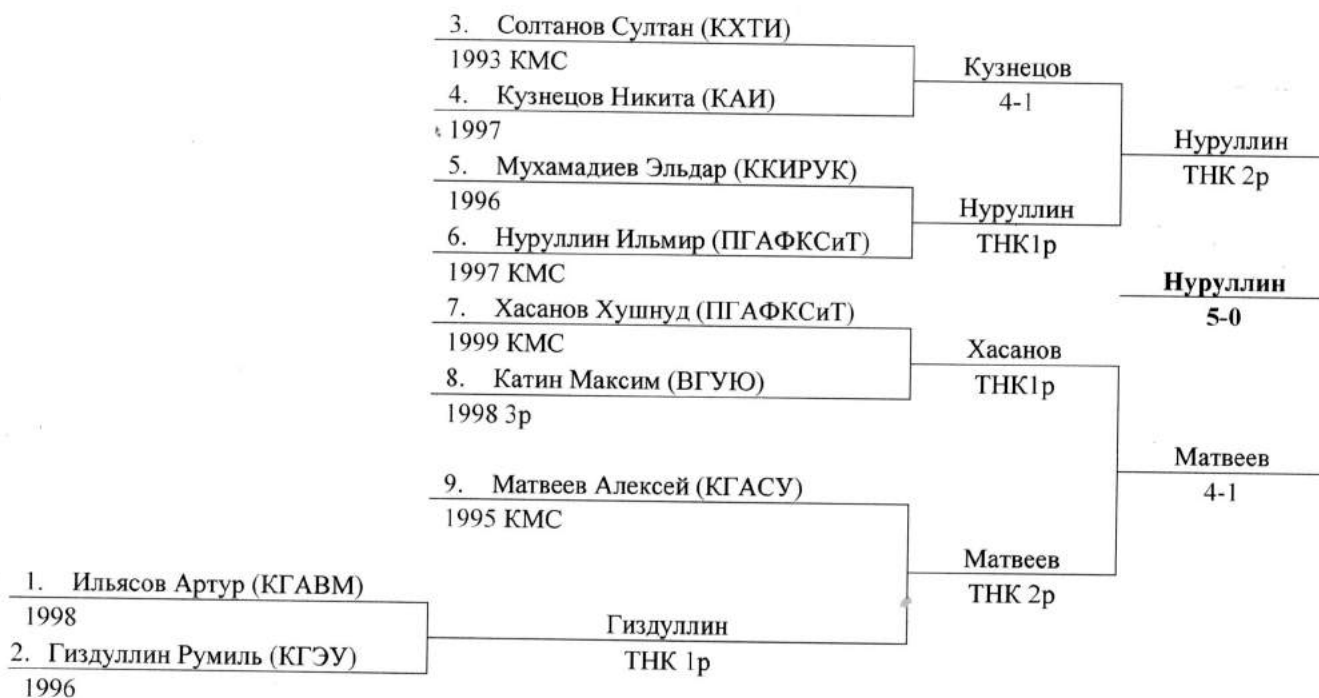 3. Солтанов Султан (КХТИ)
1993 КМС
4. Кузнецов Никита (КАИ)
1997
Кузнецов
4-1
5. Мухамадиев Эльдар (ККИРУК)
1996
6. Нуруллин Ильмир (ПГАФКСиТ)
1997 КМС
Нуруллин
ТНК1р
Нуруллин
ТНК 2р
7. Хасанов Хушнуд (ПГАФКСиТ)
1999 КМС
8. Катин Максим (ВГУЮ)
1998 3р
Хасанов
ТНК1р
Нуруллин
5-0
9. Матвеев Алексей (КГАСУ)
1995 КМС
Матвеев
4-1
1. Ильясов Артур (КГАВМ)
1998
2. Гиздуллин Румиль (КГЭУ)
1996
Гиздуллин
ТНК 1р
Матвеев
ТНК 2р